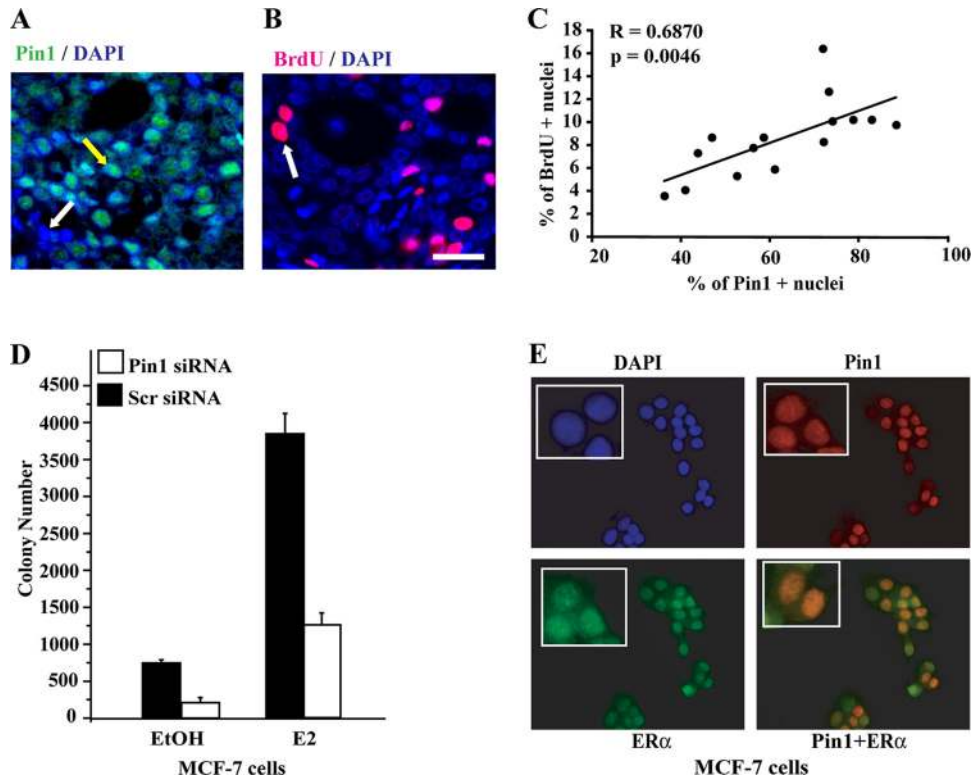 A
Pin1 / DAPI
B
BrdU / DAPI
C
R = 0.6870
p = 0.0046
% of BrdU + nuclei
18
16
14
12
10
8
6
4
2
0
20
40
60
80
100
% of Pin1 + nuclei
D
Pin1 siRNA
Scr siRNA
Colony Number
4500
4000
3500
3000
2500
2000
1500
1000
500
0
EtOH
E2
MCF-7 cells
E
DAPI
Pin1
ERα
Pin1+ERα
MCF-7 cells